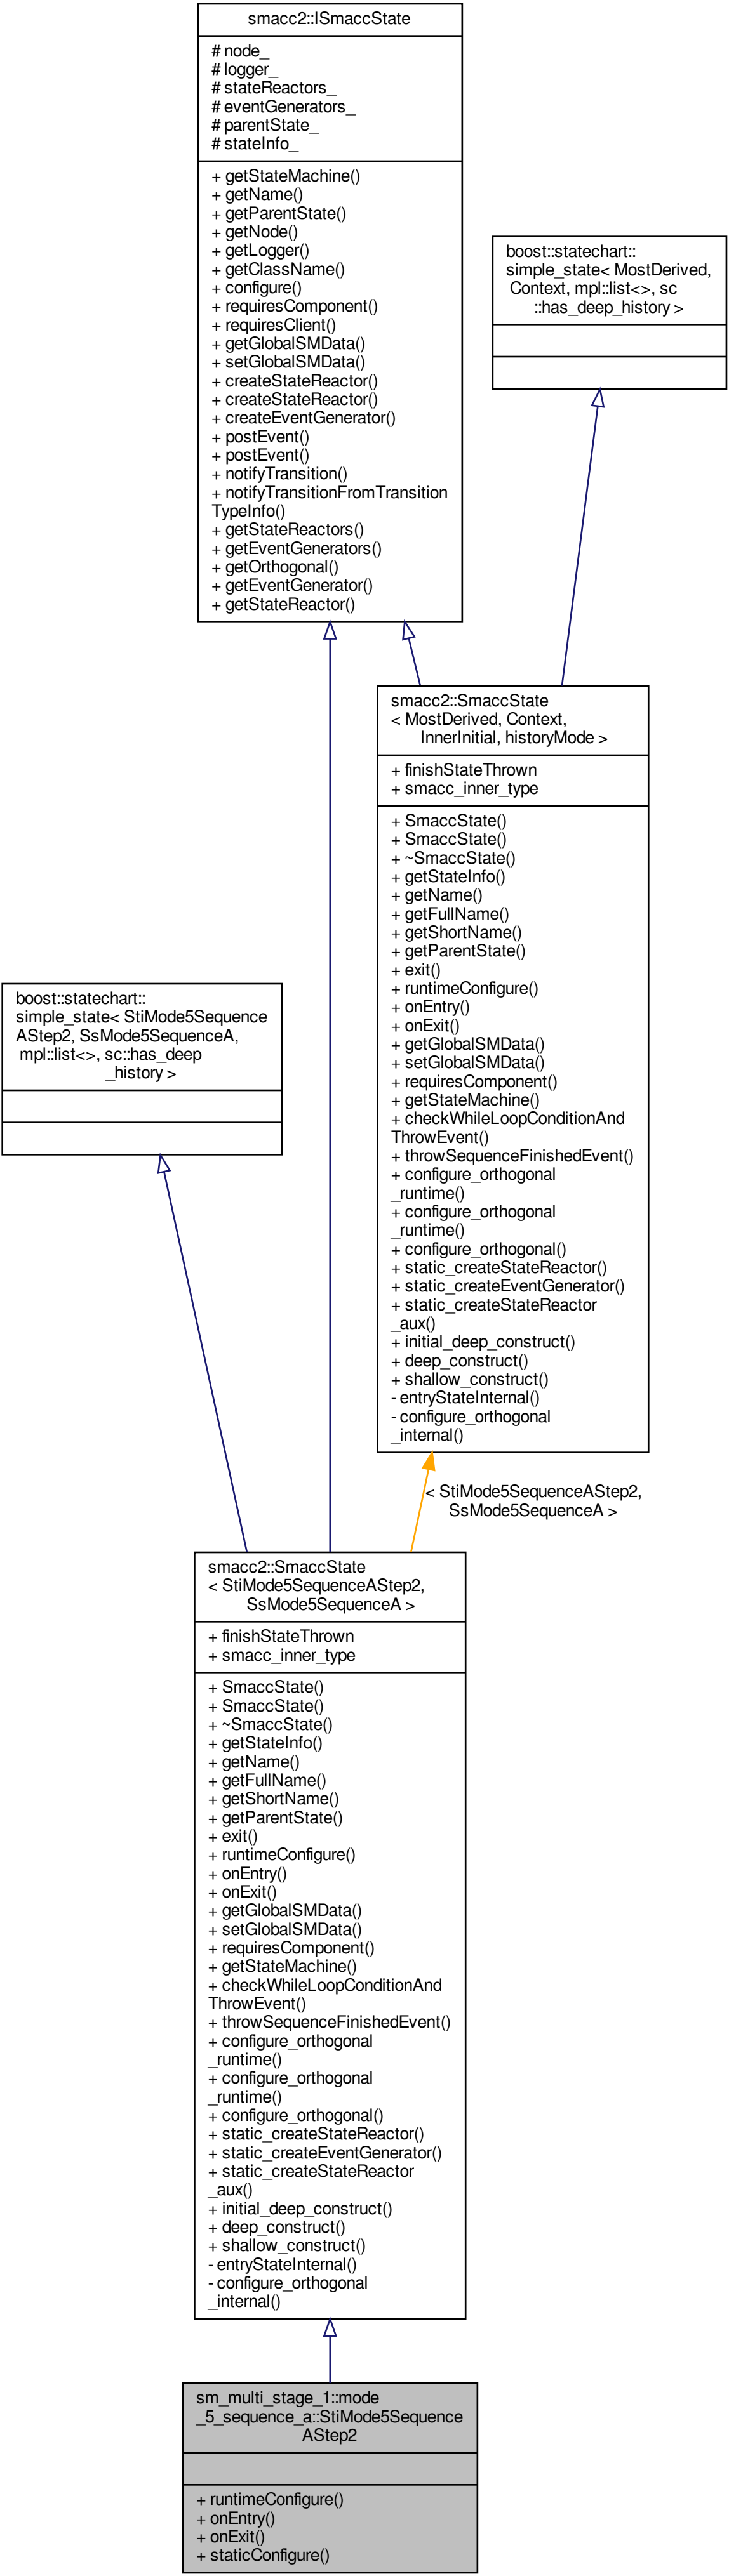 smacc2::ISmaccState
# node_
# logger_
# stateReactors_
# eventGenerators_
# parentState_
# stateInfo_
+ getStateMachine()
+ getName()
+ getParentState()
+ getNode()
+ getLogger()
+ getClassName()
+ configure()
+ requiresComponent()
+ requiresClient()
+ getGlobalSMData()
+ setGlobalSMData()
+ createStateReactor()
+ createStateReactor()
+ createEventGenerator()
+ postEvent()
+ postEvent()
+ notifyTransition()
+ notifyTransitionFromTransition
TypeInfo()
+ getStateReactors()
+ getEventGenerators()
+ getOrthogonal()
+ getEventGenerator()
+ getStateReactor()
boost::statechart::
simple_state< MostDerived,
Context, mpl::list<>, sc
::has_deep_history >
smacc2::SmaccState
< MostDerived, Context,
InnerInitial, historyMode >
+ finishStateThrown
+ smacc_inner_type
+ SmaccState()
+ SmaccState()
+ ~SmaccState()
+ getStateInfo()
+ getName()
+ getFullName()
+ getShortName()
+ getParentState()
+ exit()
+ runtimeConfigure()
+ onEntry()
+ onExit()
+ getGlobalSMData()
+ setGlobalSMData()
+ requiresComponent()
+ getStateMachine()
+ checkWhileLoopConditionAnd
ThrowEvent()
+ throwSequenceFinishedEvent()
+ configure_orthogonal
_runtime()
+ configure_orthogonal
_runtime()
+ configure_orthogonal()
+ static_createStateReactor()
+ static_createEventGenerator()
+ static_createStateReactor
_aux()
+ initial_deep_construct()
+ deep_construct()
+ shallow_construct()
- entryStateInternal()
- configure_orthogonal
_internal()
boost::statechart::
simple_state< StiMode5Sequence
AStep2, SsMode5SequenceA,
mpl::list<>, sc::has_deep
_history >
< StiMode5SequenceAStep2,
SsMode5SequenceA >
smacc2::SmaccState
< StiMode5SequenceAStep2,
SsMode5SequenceA >
+ finishStateThrown
+ smacc_inner_type
+ SmaccState()
+ SmaccState()
+ ~SmaccState()
+ getStateInfo()
+ getName()
+ getFullName()
+ getShortName()
+ getParentState()
+ exit()
+ runtimeConfigure()
+ onEntry()
+ onExit()
+ getGlobalSMData()
+ setGlobalSMData()
+ requiresComponent()
+ getStateMachine()
+ checkWhileLoopConditionAnd
ThrowEvent()
+ throwSequenceFinishedEvent()
+ configure_orthogonal
_runtime()
+ configure_orthogonal
_runtime()
+ configure_orthogonal()
+ static_createStateReactor()
+ static_createEventGenerator()
+ static_createStateReactor
_aux()
+ initial_deep_construct()
+ deep_construct()
+ shallow_construct()
- entryStateInternal()
- configure_orthogonal
_internal()
sm_multi_stage_1::mode
_5_sequence_a::StiMode5Sequence
AStep2
+ runtimeConfigure()
+ onEntry()
+ onExit()
+ staticConfigure()